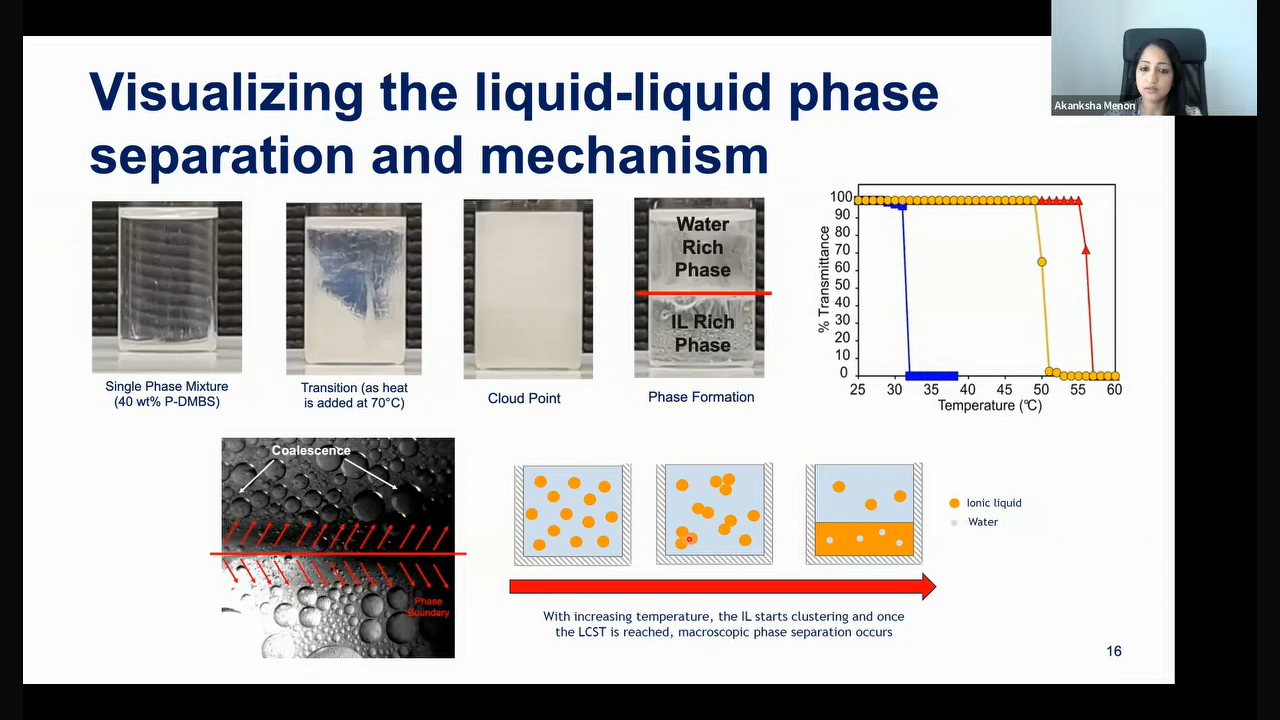 Akanksha Menon
Visualizing the liquid-liquid phase
separation and mechanism
Water
Rich
Phase
IL Rich
Phase
Single Phase Mixture
(40 wt% P-DMBS)
Transition (as heat
is added at 70°C)
Cloud Point
Phase Formation
% Transmittance
100
90
80
70
60
50
40
30
20
10
0
25 30 35 40 45 50 55 60
Temperature (°C)
Coalescence
Phase
Boundary
Ionic liquid
Water
With increasing temperature, the IL starts clustering and once
the LCST is reached, macroscopic phase separation occurs
16